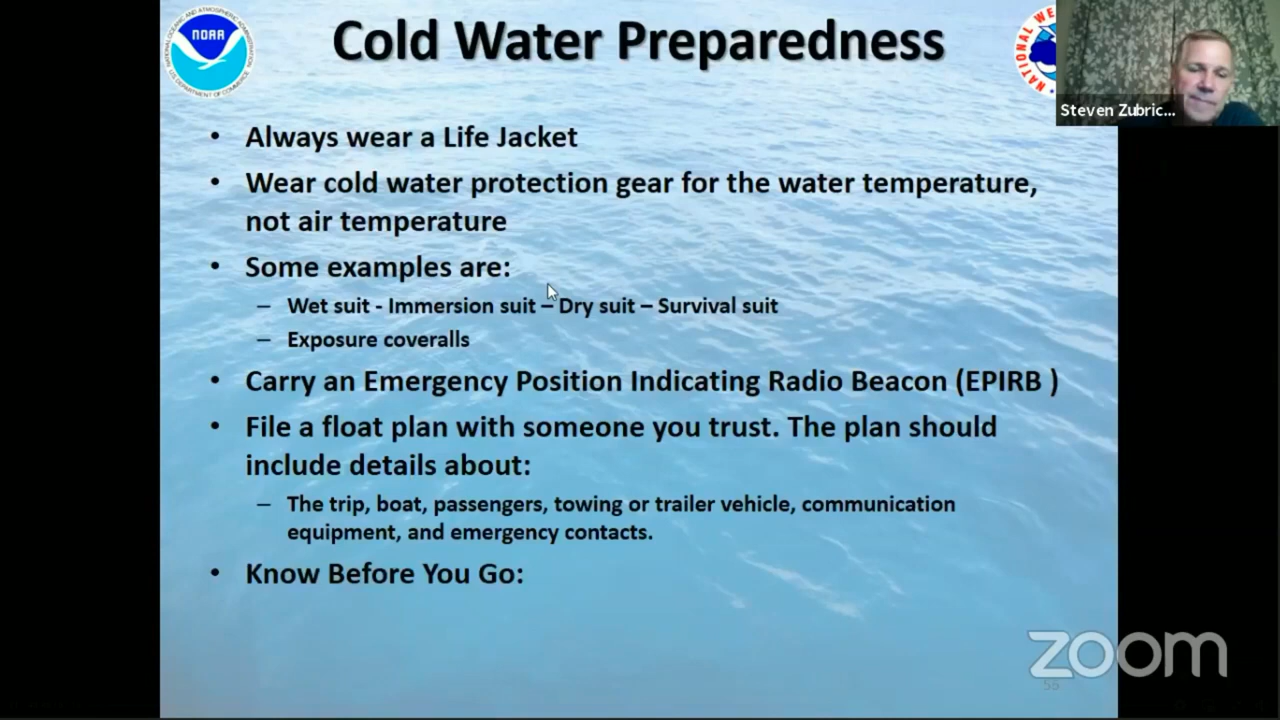 NOAA
Cold Water Preparedness
NATIONAL WE
Steven Zubric...
• Always wear a Life Jacket
• Wear cold water protection gear for the water temperature,
not air temperature
• Some examples are:
– Wet suit - Immersion suit – Dry suit – Survival suit
– Exposure coveralls
• Carry an Emergency Position Indicating Radio Beacon (EPIRB )
• File a float plan with someone you trust. The plan should
include details about:
– The trip, boat, passengers, towing or trailer vehicle, communication
equipment, and emergency contacts.
• Know Before You Go:
zoom
55